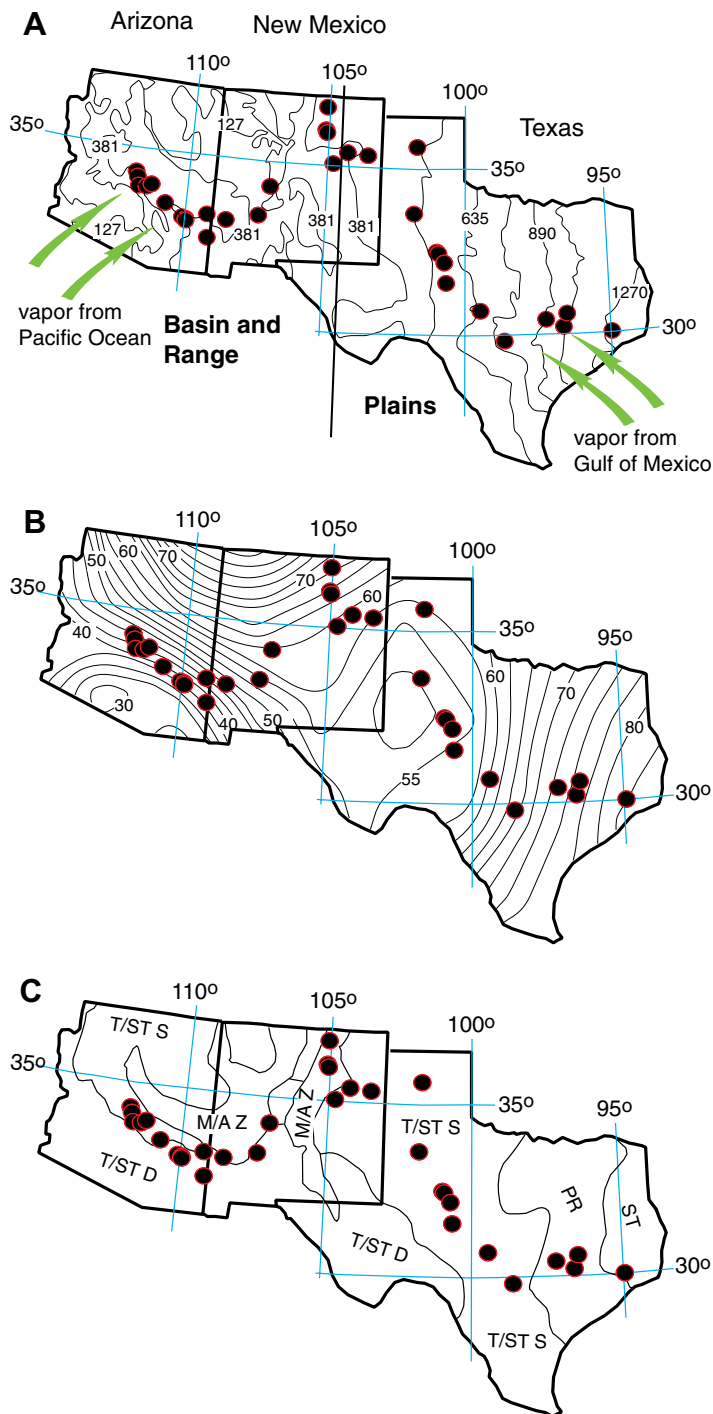 A
Arizona
New Mexico
110o
105o
100o
Texas
35o
127
381
35o
95o
381
381
381
635
890
127
381
1270
vapor from
Pacific Ocean
Basin and
Range
30o
Plains
vapor from
Gulf of Mexico
B
110o
105o
100o
50
60
70
70
60
35o
35o
95o
40
60
70
30
40
50
80
55
30o
C
110o
105o
100o
T/ST S
35o
M/A Z
M/A Z
35o
95o
T/ST S
T/ST D
PR
ST
T/ST D
30o
T/ST S